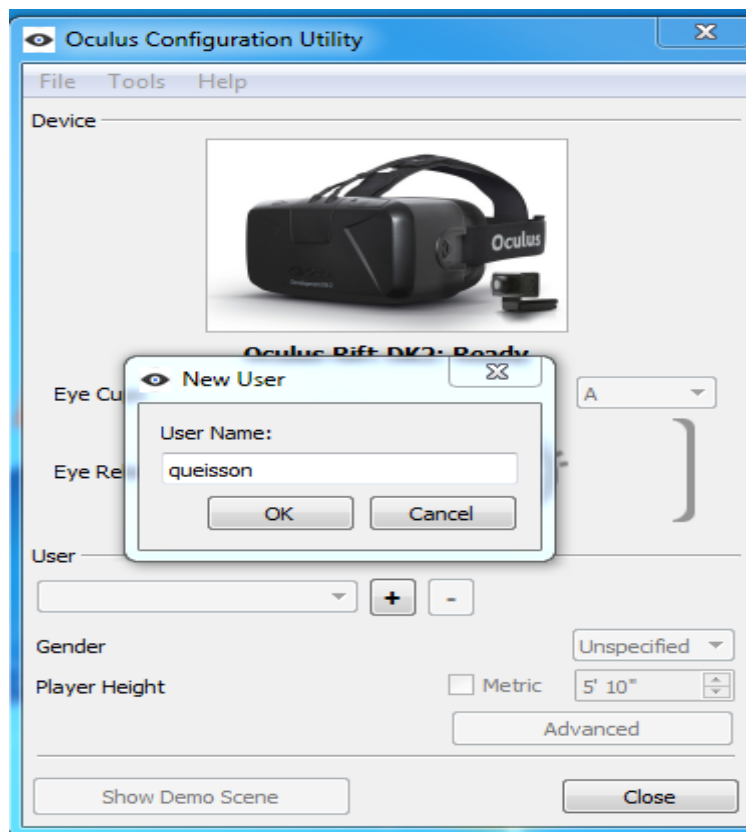 Oculus Configuration Utility
File Tools Help
Device
Oculus
Oculus Rift DK2: Ready
New User
Eye Cu
A
User Name:
queisson
Eye Rel
OK Cancel
User
+ -
Gender Unspecified
Player Height Metric 5' 10"
Advanced
Show Demo Scene Close